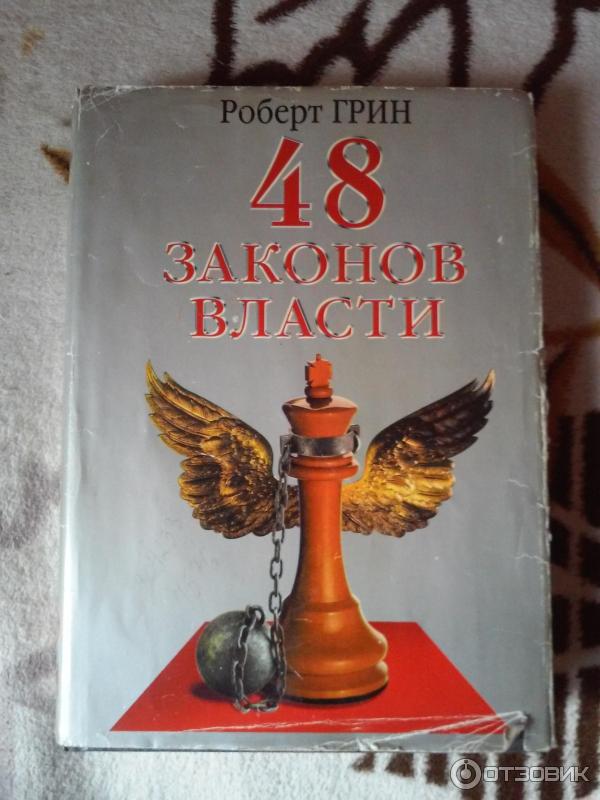 Роберт ГРИН
48
ЗАКОНОВ
ВЛАСТИ
ОТЗОВИК